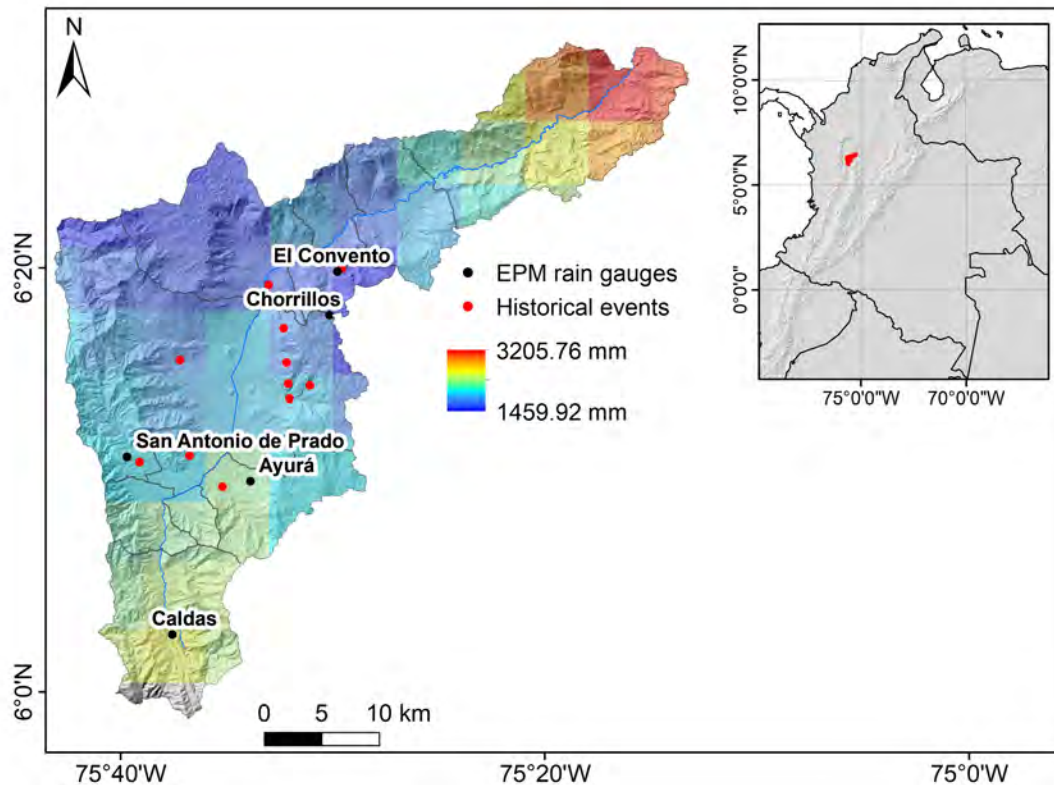 N
6°20'N
6°0'N
El Convento
Chorrillos
San Antonio de Prado
Ayurá
Caldas
EPM rain gauges
Historical events
3205.76 mm
1459.92 mm
0 5 10 km
75°40'W
75°20'W
75°0'W
10°0'0"N
5°0'0"N
0°0'0"
75°0'0"W
70°0'0"W